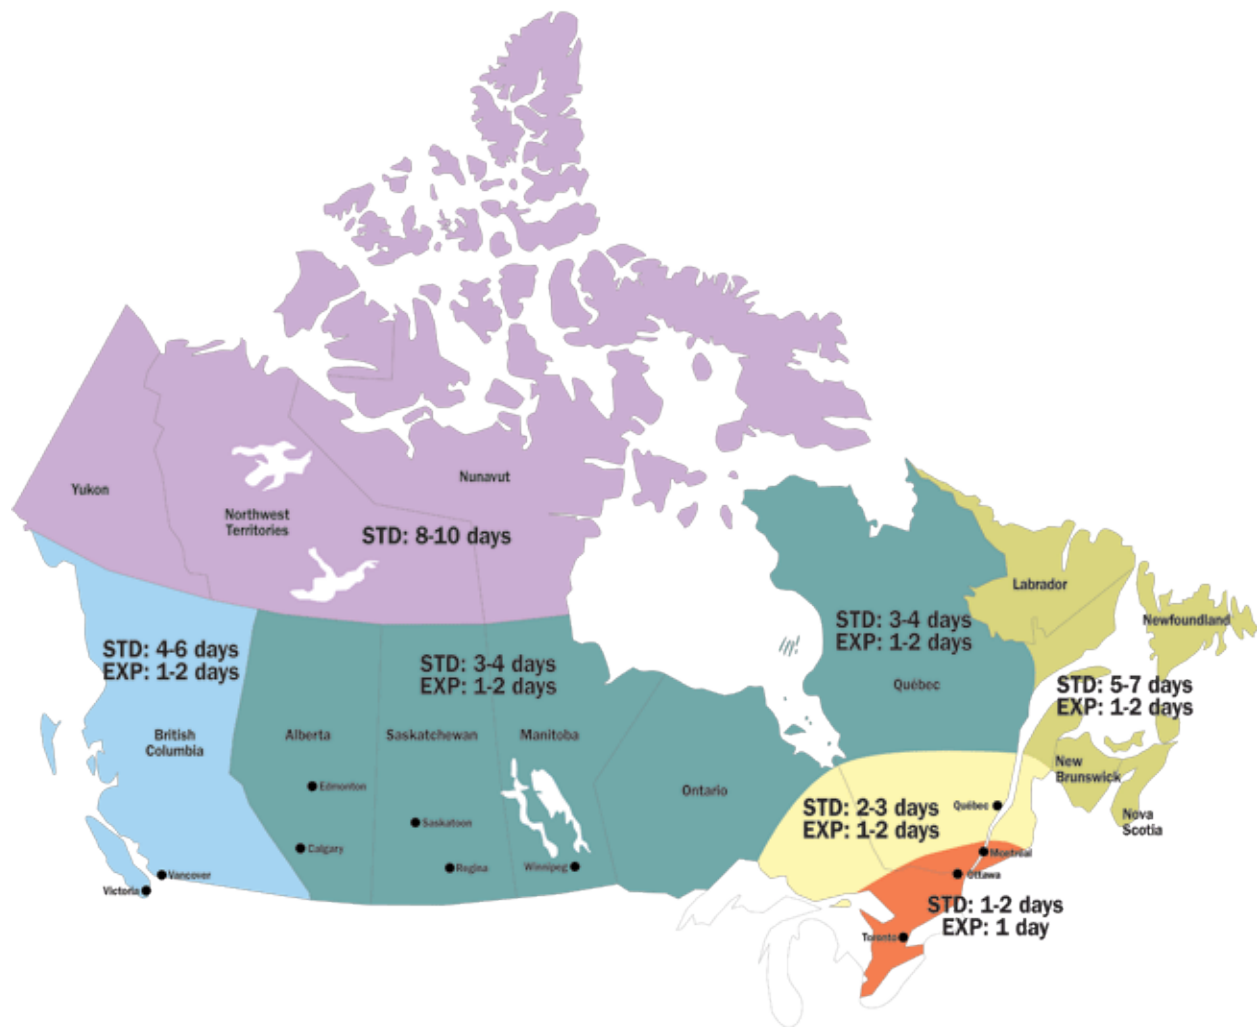 Yukon
Northwest
Territories
Nunavut
STD: 8-10 days
STD: 4-6 days
EXP: 1-2 days
British
Columbia
Vancover
Victoria
STD: 3-4 days
EXP: 1-2 days
Alberta
Saskatchewan
Manitoba
Edmonton
Calgary
Saskatoon
Regina
Winnipeg
Ontario
STD: 3-4 days
EXP: 1-2 days
Québec
Labrador
Newfoundland
STD: 5-7 days
EXP: 1-2 days
New
Brunswick
Nova
Scotia
STD: 2-3 days
EXP: 1-2 days
Québec
Montréal
Ottawa
STD: 1-2 days
EXP: 1 day
Toronto